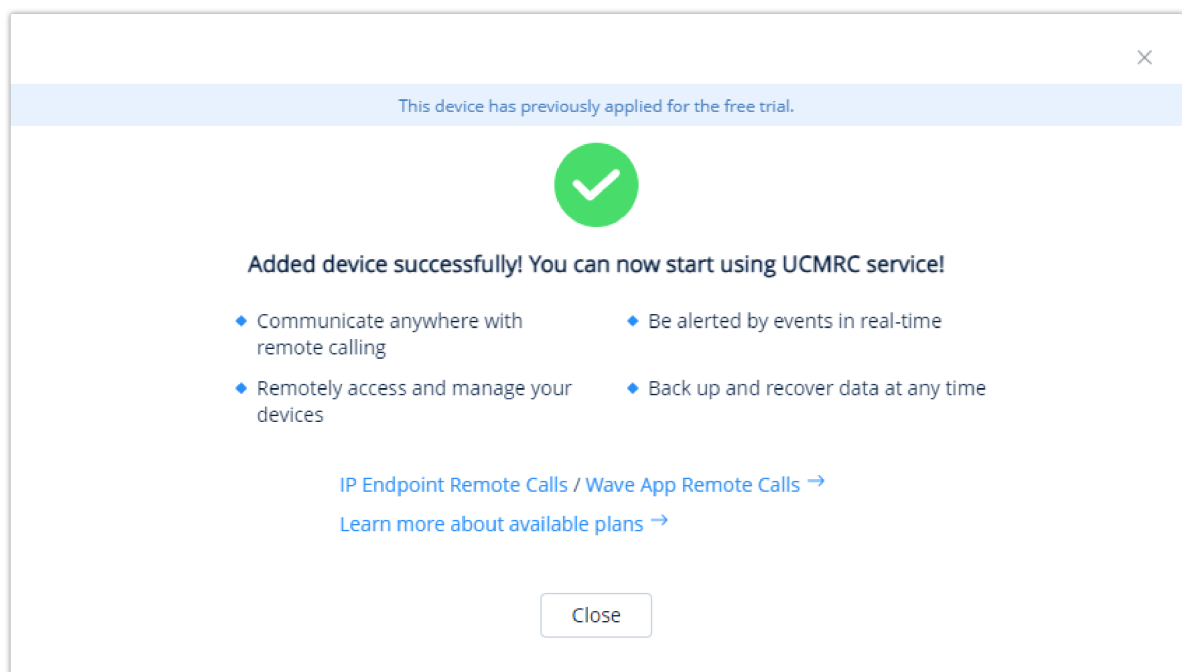 This device has previously applied for the free trial.
Added device successfully! You can now start using UCMRC service!
Communicate anywhere with
remote calling
Be alerted by events in real-time
Remotely access and manage your
devices
Back up and recover data at any time
IP Endpoint Remote Calls / Wave App Remote Calls →
Learn more about available plans →
Close